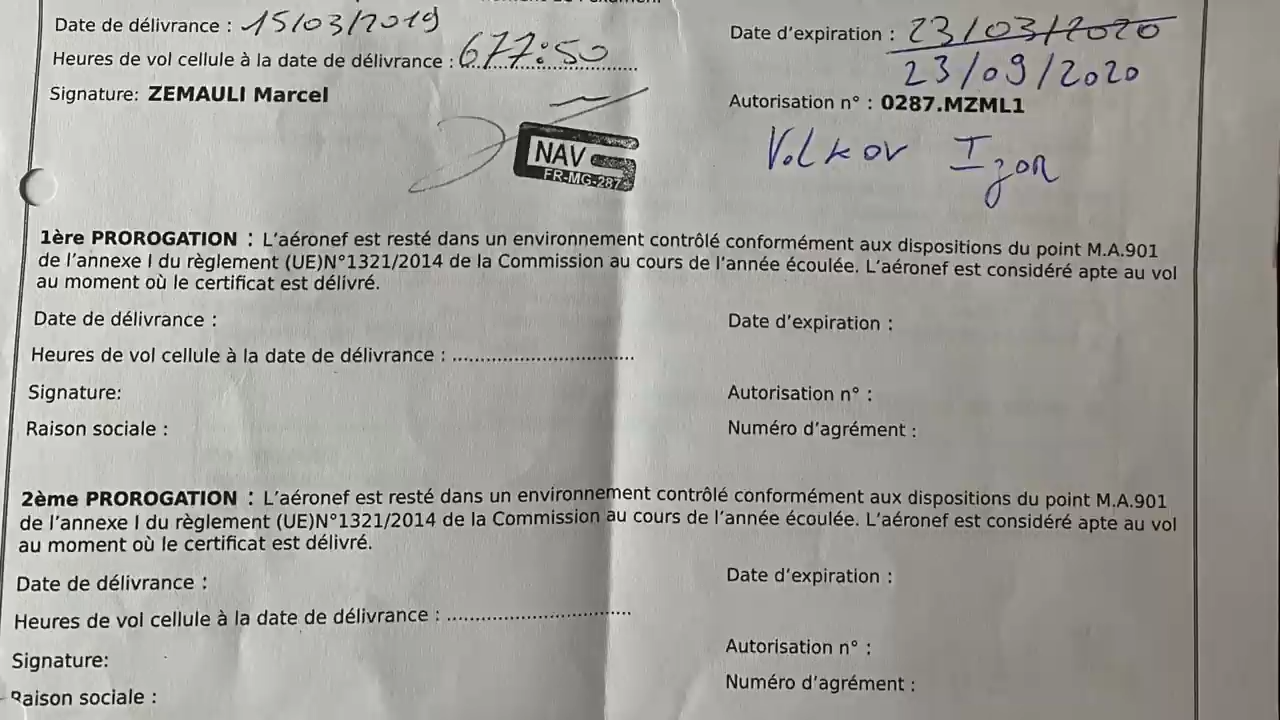 Date de délivrance : 15/03/2019
Date d'expiration : 23/03/2020
Heures de vol cellule à la date de délivrance : 677:50
23/09/2020
Signature: ZEMAULI Marcel
Autorisation n° : 0287.MZML1
NAV
FR-MG-287
Volkov Igor
1ère PROROGATION : L'aéronef est resté dans un environnement contrôlé conformément aux dispositions du point M.A.901
de l'annexe I du règlement (UE)N°1321/2014 de la Commission au cours de l'année écoulée. L'aéronef est considéré apte au vol
au moment où le certificat est délivré.
Date de délivrance :
Date d'expiration :
Heures de vol cellule à la date de délivrance : ................................
Signature:
Autorisation n° :
Raison sociale :
Numéro d'agrément :
2ème PROROGATION : L'aéronef est resté dans un environnement contrôlé conformément aux dispositions du point M.A.901
de l'annexe I du règlement (UE)N°1321/2014 de la Commission au cours de l'année écoulée. L'aéronef est considéré apte au vol
au moment où le certificat est délivré.
Date de délivrance :
Date d'expiration :
Heures de vol cellule à la date de délivrance : ................................
Signature:
Autorisation n° :
Raison sociale :
Numéro d'agrément :